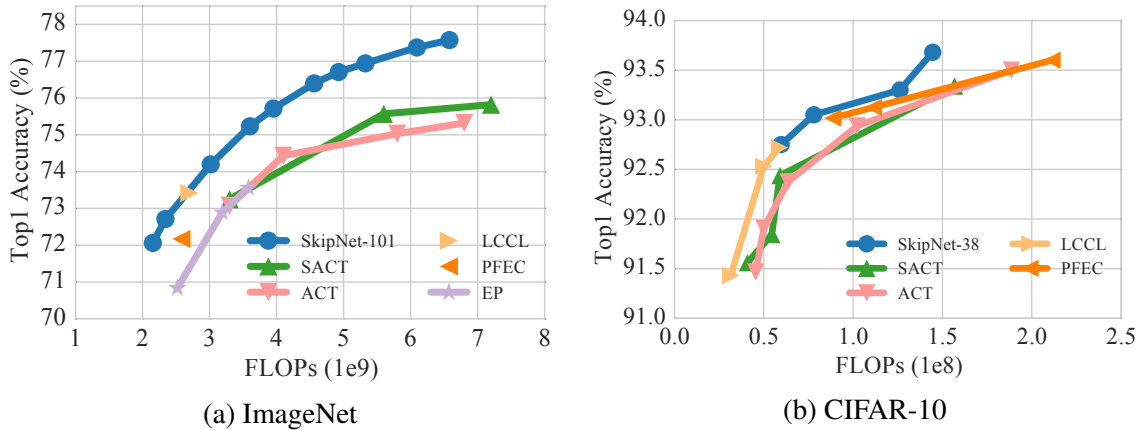 78
77
76
75
74
73
72
71
70
Top1 Accuracy (%)
SkipNet-101
SACT
ACT
LCCL
PFEC
EP
1 2 3 4 5 6 7 8
FLOPs (1e9)
(a) ImageNet
94.0
93.5
93.0
92.5
92.0
91.5
91.0
Top1 Accuracy (%)
SkipNet-38
SACT
ACT
LCCL
PFEC
0.0 0.5 1.0 1.5 2.0 2.5
FLOPs (1e8)
(b) CIFAR-10